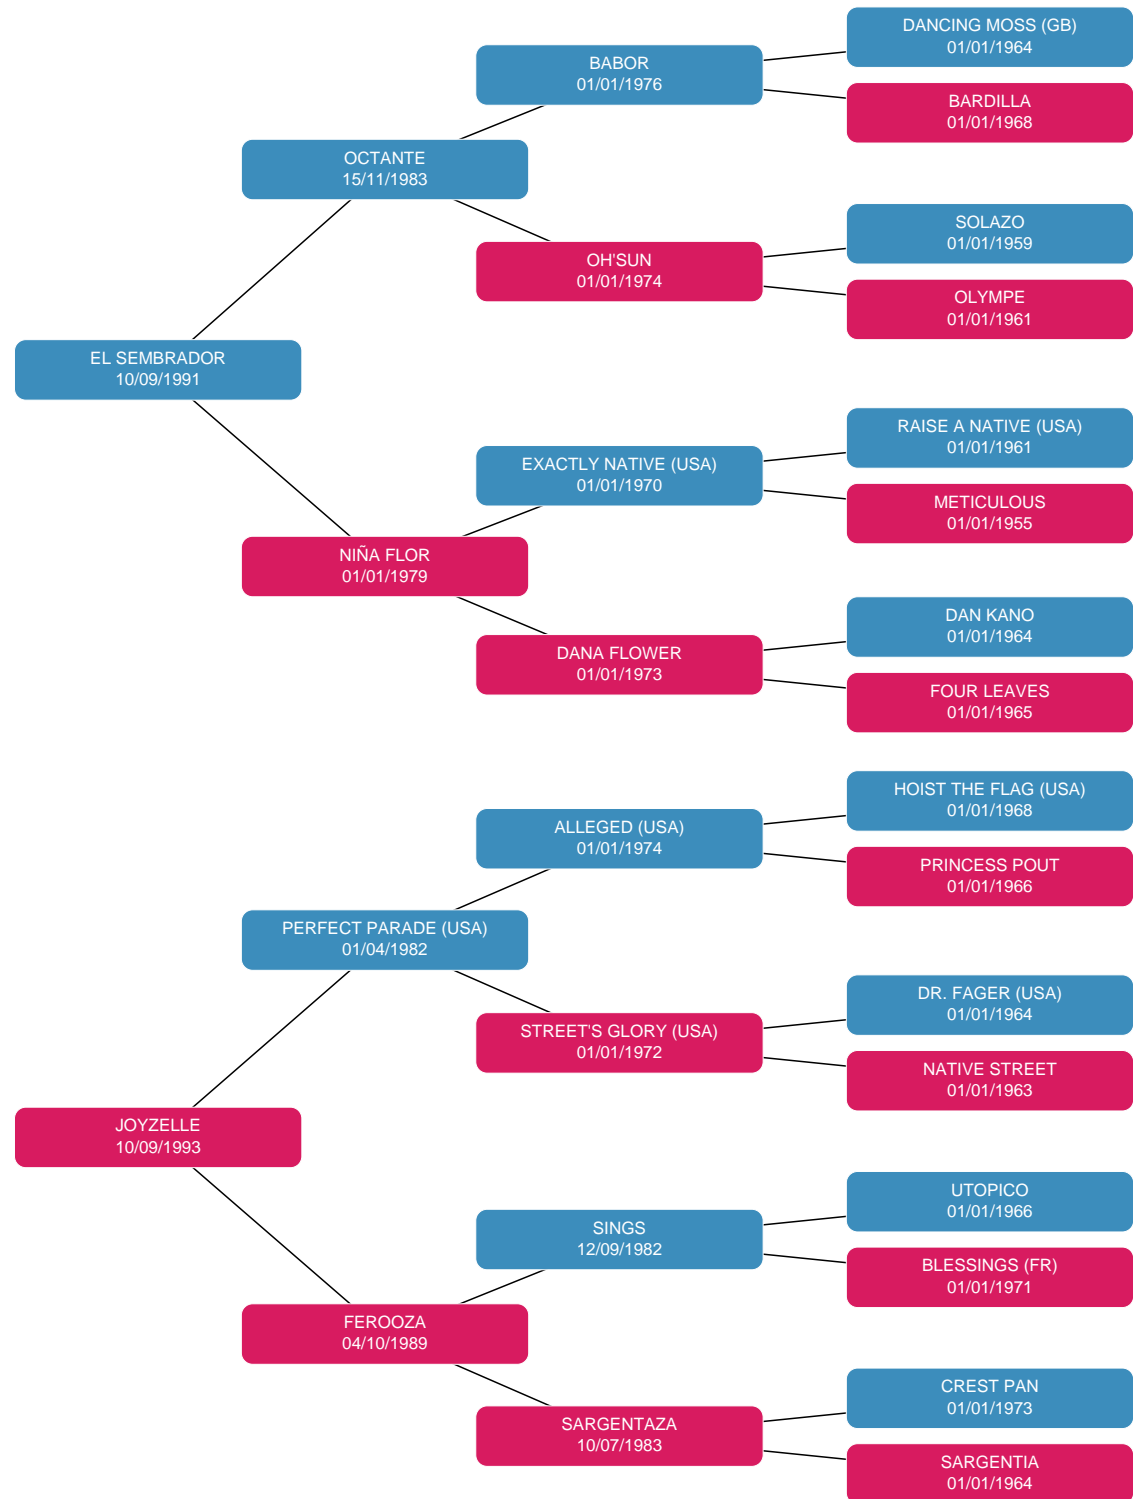 DANCING MOSS (GB)
01/01/1964
BABOR
01/01/1976
BARDILLA
01/01/1968
OCTANTE
15/11/1983
SOLAZO
01/01/1959
OH'SUN
01/01/1974
OLYMPE
01/01/1961
EL SEMBRADOR
10/09/1991
RAISE A NATIVE (USA)
01/01/1961
EXACTLY NATIVE (USA)
01/01/1970
METICULOUS
01/01/1955
NIÑA FLOR
01/01/1979
DAN KANO
01/01/1964
DANA FLOWER
01/01/1973
FOUR LEAVES
01/01/1965
HOIST THE FLAG (USA)
01/01/1968
ALLEGED (USA)
01/01/1974
PRINCESS POUT
01/01/1966
PERFECT PARADE (USA)
01/04/1982
DR. FAGER (USA)
01/01/1964
STREET'S GLORY (USA)
01/01/1972
NATIVE STREET
01/01/1963
JOYZELLE
10/09/1993
UTOPICO
01/01/1966
SINGS
12/09/1982
BLESSINGS (FR)
01/01/1971
FEROOZA
04/10/1989
CREST PAN
01/01/1973
SARGENTAZA
10/07/1983
SARGENTIA
01/01/1964